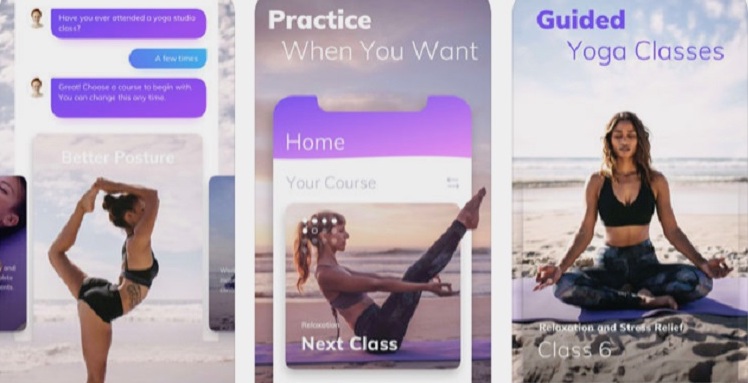 Have you ever attended a yoga studio
class?
A few times
Great! Choose a course to begin with.
You can change this any time.
Better Posture
and
Practice
When You Want
Home
Your Course
Relaxation
Next Class
Guided
Yoga Classes
Relaxation and Stress Relief
Class 6